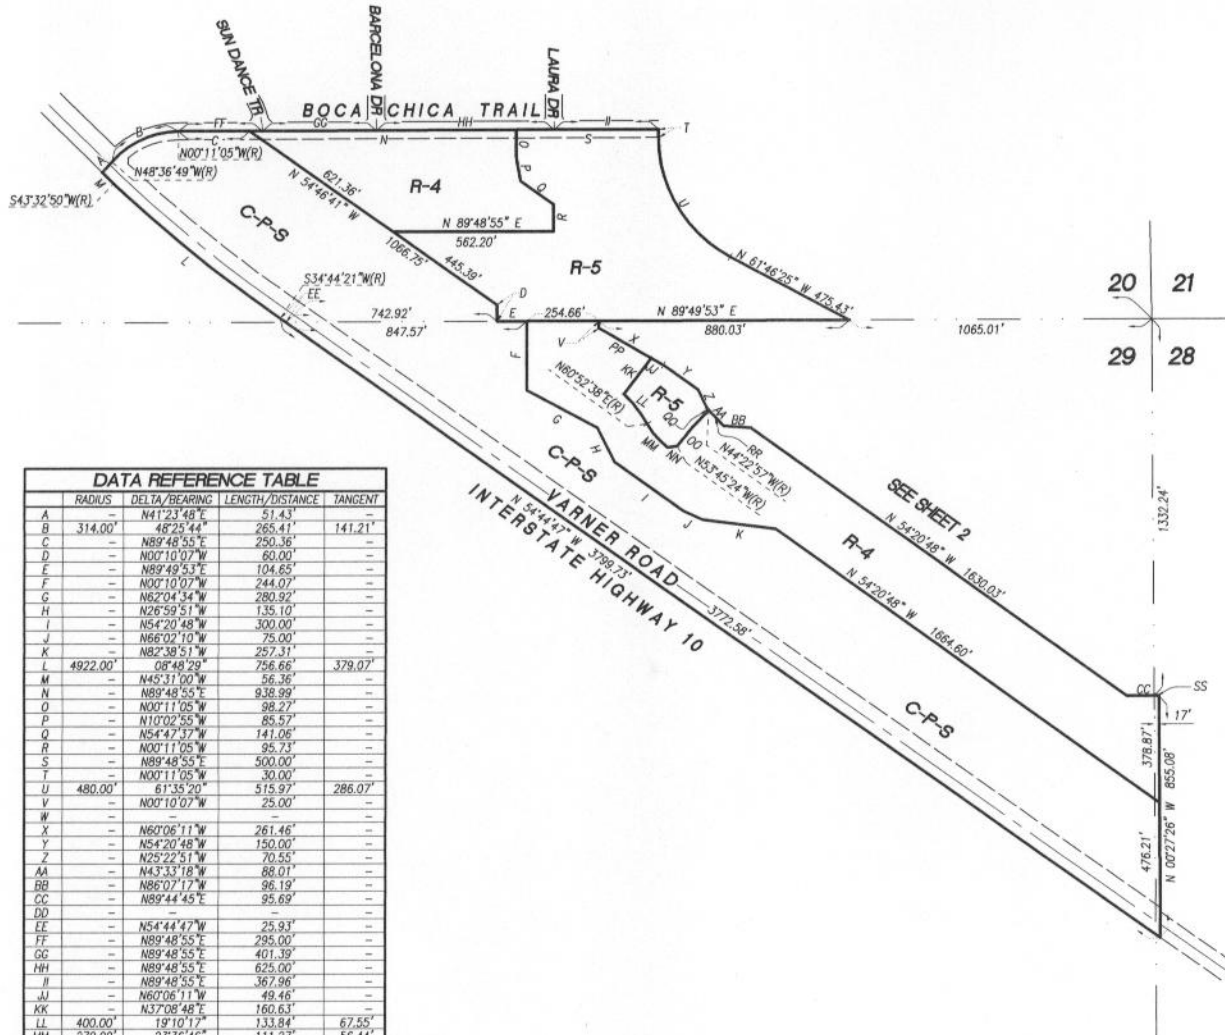 SUN DANCE TR
BARCELONA DR
LAURA DR
BOCA CHICA TRAIL
FF GG HH II
A B C N S T
N00°11'05"W(R)
N48°36'49"W(R)
S43°32'50"W(R)
M
621.36'
N 54°46'41" W
R-4
O
P
Q
R
U
C-P-S
N 89°48'55" E
562.20'
1066.75'
445.39'
R-5
N 61°46'25" W 475.43'
L
S34°44'21"W(R)
EE
D
742.92'
847.57'
E
254.66'
N 89°49'53" E
880.03'
1065.01'
20 21
29 28
V
F
X
PP
JJ
Y
KK
N60°52'38"E(R)
R-5
Z
LL
QQ
AA
BB
G
H
MM
NN
OO
RR
N44°22'57"W(R)
N53°45'24"W(R)
C-P-S
I
J
K
SEE SHEET 2
N 54°20'48" W 1630.03'
1332.24'
R-4
N 54°20'48" W 1664.60'
VARNER ROAD
N 54°44'47" W 3799.73'
INTERSTATE HIGHWAY 10
3772.58'
C-P-S
CC
SS
17'
378.87'
476.21'
N 00°27'26" W 855.08'
DATA REFERENCE TABLE
RADIUS DELTA/BEARING LENGTH/DISTANCE TANGENT
A - N41°23'48"E 51.43' -
B 314.00' 48°25'44" 265.41' 141.21'
C - N89°48'55"E 250.36' -
D - N00°10'07"W 60.00' -
E - N89°49'53"E 104.65' -
F - N00°10'07"W 244.07' -
G - N62°04'34"W 280.92' -
H - N26°59'51"W 135.10' -
I - N54°20'48"W 300.00' -
J - N66°02'10"W 75.00' -
K - N82°38'51"W 257.31' -
L 4922.00' 08°48'29" 756.66' 379.07'
M - N45°31'00"W 56.36' -
N - N89°48'55"E 938.99' -
O - N00°11'05"W 98.27' -
P - N10°02'55"W 85.57' -
Q - N54°47'37"W 141.06' -
R - N00°11'05"W 95.73' -
S - N89°48'55"E 500.00' -
T - N00°11'05"W 30.00' -
U 480.00' 61°35'20" 515.97' 286.07'
V - N00°10'07"W 25.00' -
W - - - -
X - N60°06'11"W 261.46' -
Y - N54°20'48"W 150.00' -
Z - N25°22'51"W 70.55' -
AA - N43°33'18"W 88.01' -
BB - N86°07'17"W 96.19' -
CC - N89°44'45"E 95.69' -
DD - - - -
EE - N54°44'47"W 25.93' -
FF - N89°48'55"E 295.00' -
GG - N89°48'55"E 401.39' -
HH - N89°48'55"E 625.00' -
II - N89°48'55"E 367.96' -
JJ - N60°06'11"W 49.46' -
KK - N37°08'48"E 160.63' -
LL 400.00' 19°10'17" 133.84' 67.55'